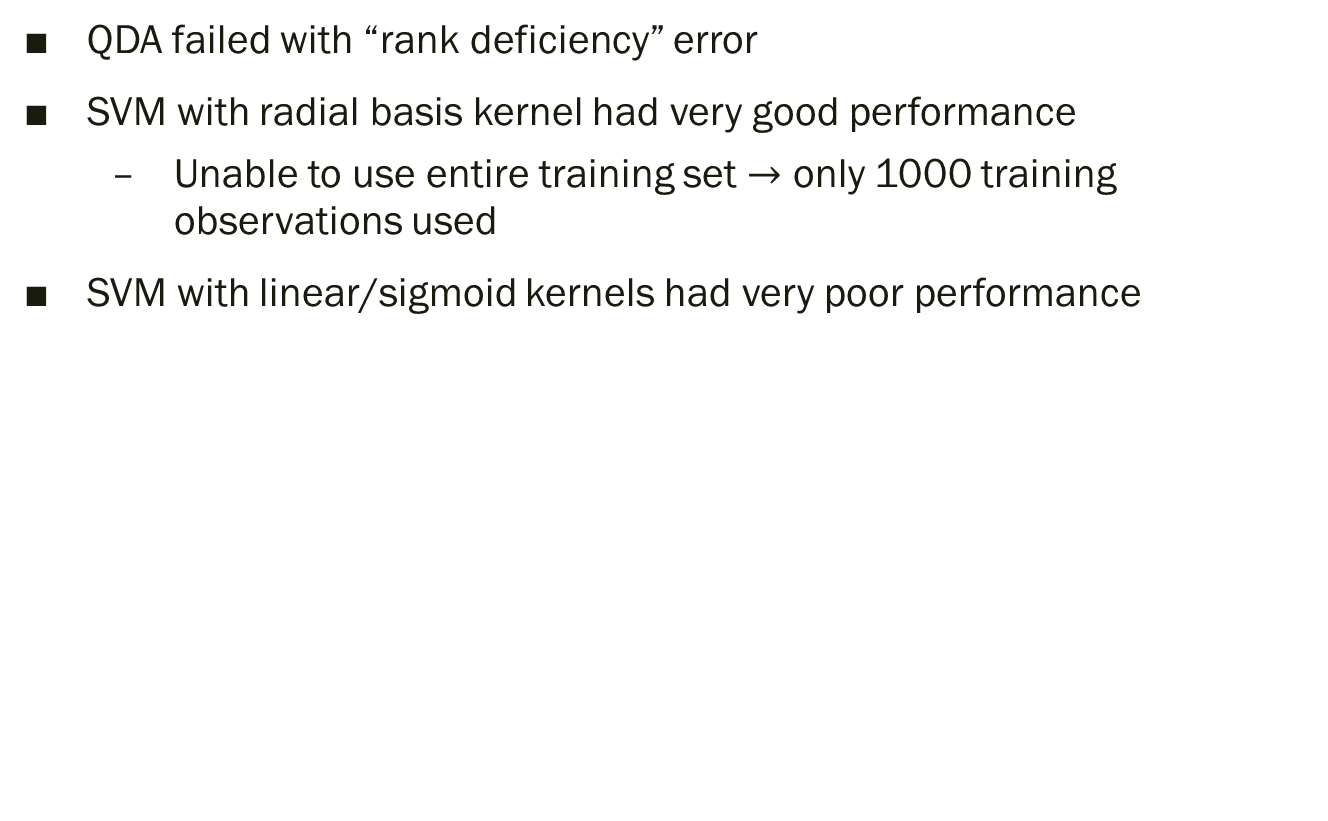 ■ QDA failed with “rank deficiency” error
■ SVM with radial basis kernel had very good performance
– Unable to use entire training set → only 1000 training
observations used
■ SVM with linear/sigmoid kernels had very poor performance